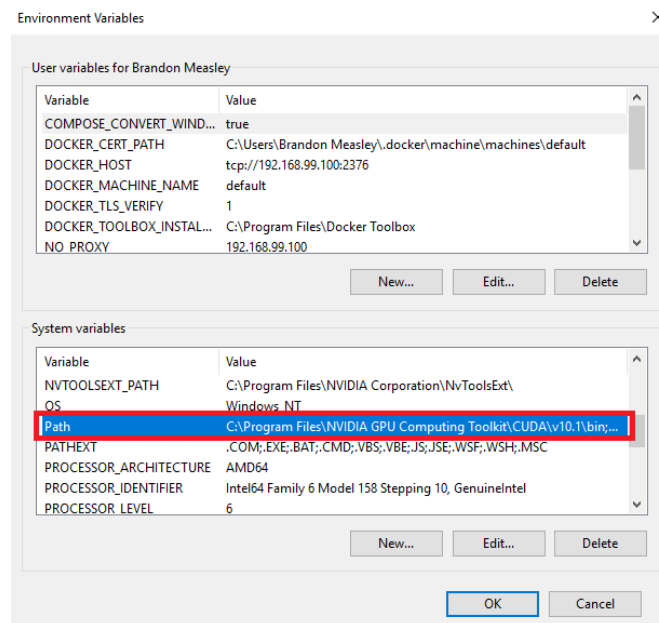 Environment Variables
User variables for Brandon Measley
Variable Value
COMPOSE_CONVERT_WIND... true
DOCKER_CERT_PATH C:\Users\Brandon Measley\.docker\machine\machines\default
DOCKER_HOST tcp://192.168.99.100:2376
DOCKER_MACHINE_NAME default
DOCKER_TLS_VERIFY 1
DOCKER_TOOLBOX_INSTAL... C:\Program Files\Docker Toolbox
NO_PROXY 192.168.99.100
New... Edit... Delete
System variables
Variable Value
NVTOOLSEXT_PATH C:\Program Files\NVIDIA Corporation\NvToolsExt\
OS Windows_NT
Path C:\Program Files\NVIDIA GPU Computing Toolkit\CUDA\v10.1\bin;...
PATHEXT .COM;.EXE;.BAT;.CMD;.VBS;.VBE;.JS;.JSE;.WSF;.WSH;.MSC
PROCESSOR_ARCHITECTURE AMD64
PROCESSOR_IDENTIFIER Intel64 Family 6 Model 158 Stepping 10, GenuineIntel
PROCESSOR_LEVEL 6
New... Edit... Delete
OK Cancel